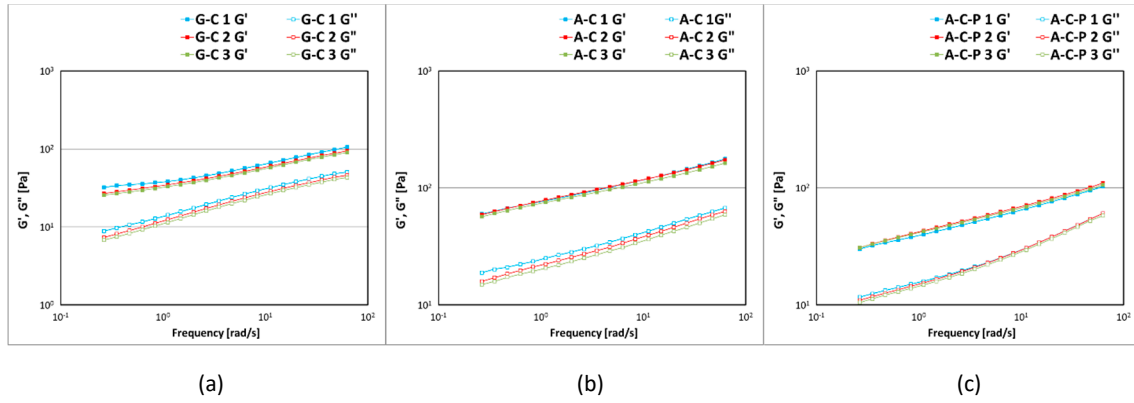 G-C 1 G' G-C 1 G''
G-C 2 G' G-C 2 G''
G-C 3 G' G-C 3 G''
10³
10²
10¹
10⁰
G', G'' [Pa]
10⁻¹ 10⁰ 10¹ 10²
Frequency [rad/s]
(a)
A-C 1 G' A-C 1G''
A-C 2 G' A-C 2 G''
A-C 3 G' A-C 3 G''
10³
10²
10¹
G', G'' [Pa]
10⁻¹ 10⁰ 10¹ 10²
Frequency [rad/s]
(b)
A-C-P 1 G' A-C-P 1 G''
A-C-P 2 G' A-C-P 2 G''
A-C-P 3 G' A-C-P 3 G''
10³
10²
10¹
G', G'' [Pa]
10⁻¹ 10⁰ 10¹ 10²
Frequency [rad/s]
(c)